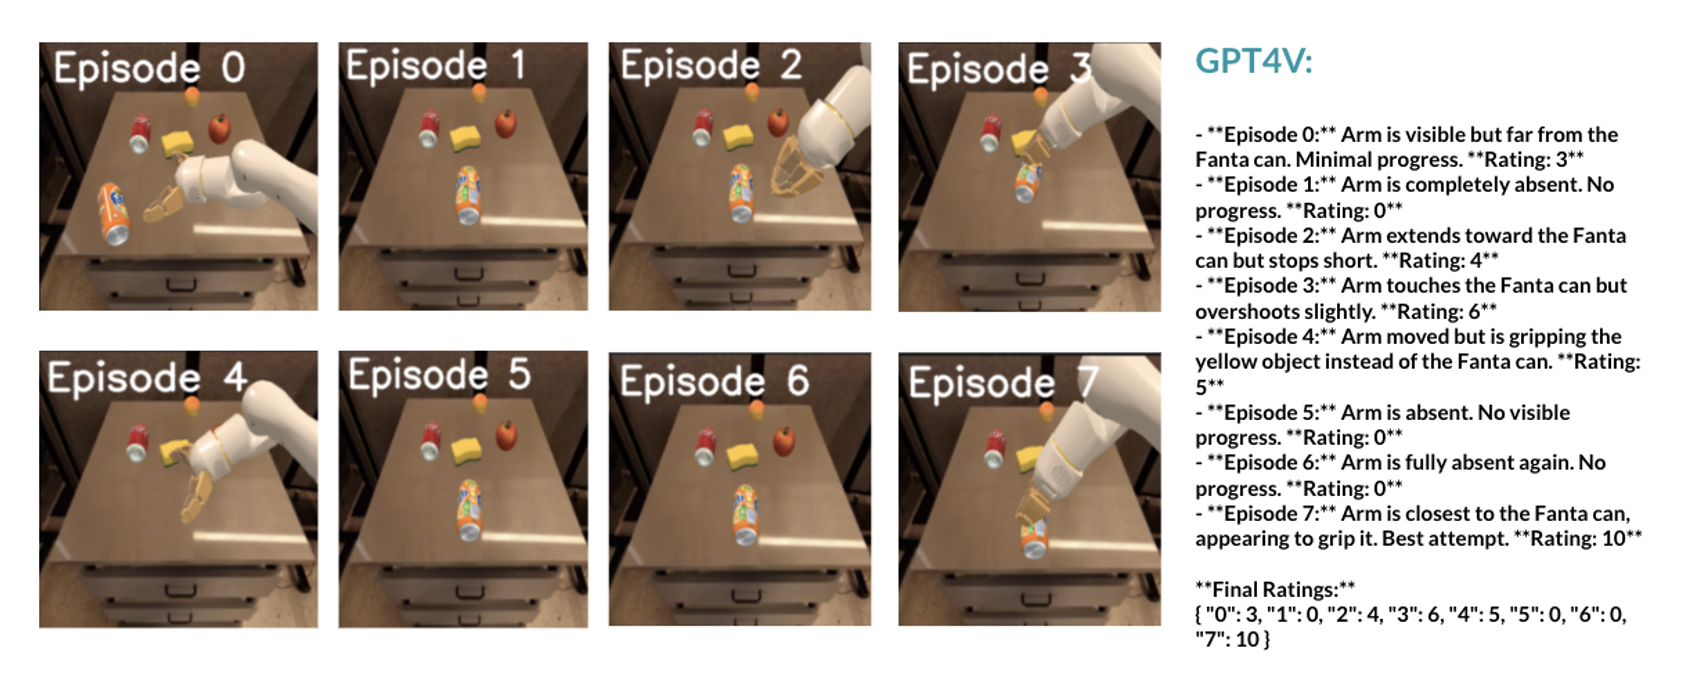 Episode 0
Episode 1
Episode 2
Episode 3
Episode 4
Episode 5
Episode 6
Episode 7
GPT4V:
- **Episode 0:** Arm is visible but far from the
Fanta can. Minimal progress. **Rating: 3**
- **Episode 1:** Arm is completely absent. No
progress. **Rating: 0**
- **Episode 2:** Arm extends toward the Fanta
can but stops short. **Rating: 4**
- **Episode 3:** Arm touches the Fanta can but
overshoots slightly. **Rating: 6**
- **Episode 4:** Arm moved but is gripping the
yellow object instead of the Fanta can. **Rating:
5**
- **Episode 5:** Arm is absent. No visible
progress. **Rating: 0**
- **Episode 6:** Arm is fully absent again. No
progress. **Rating: 0**
- **Episode 7:** Arm is closest to the Fanta can,
appearing to grip it. Best attempt. **Rating: 10**
**Final Ratings:**
{ "0": 3, "1": 0, "2": 4, "3": 6, "4": 5, "5": 0, "6": 0,
"7": 10 }